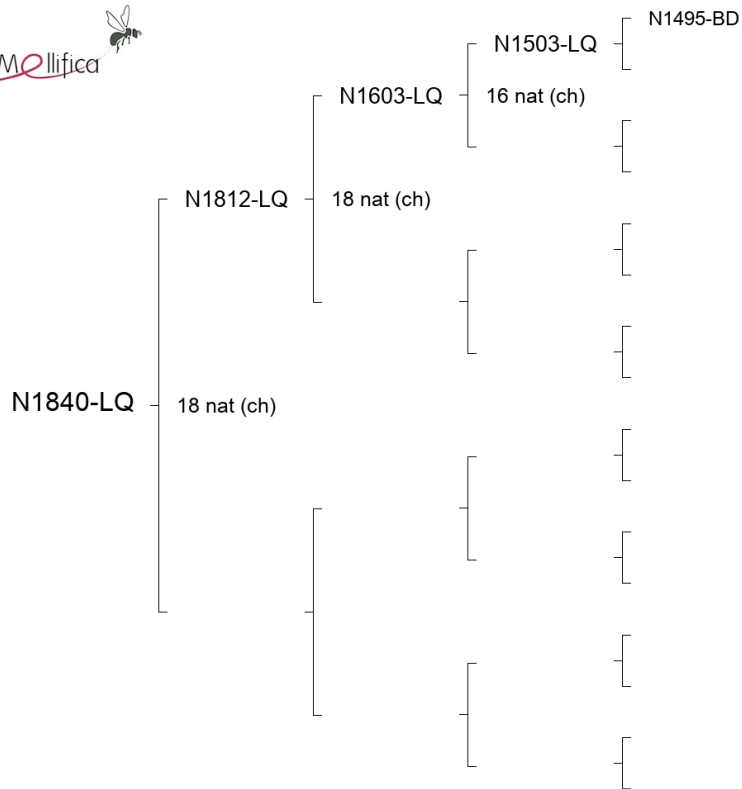 Mellifica
N1495-BD
N1503-LQ
N1603-LQ
16 nat (ch)
N1812-LQ
18 nat (ch)
N1840-LQ
18 nat (ch)